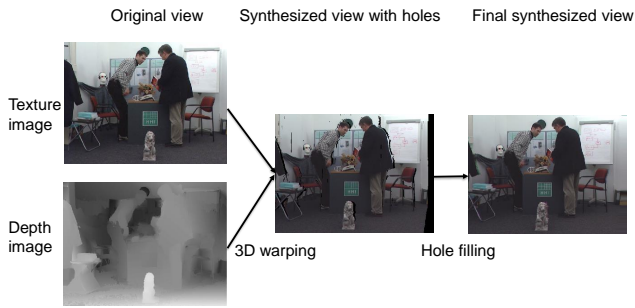 Original view
Synthesized view with holes
Final synthesized view
Texture
image
Depth
image
3D warping
Hole filling